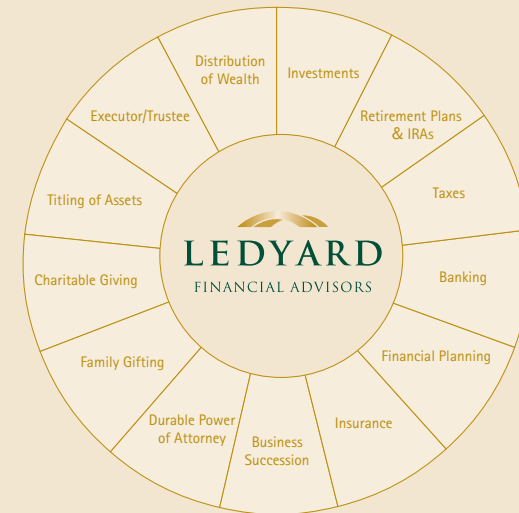 Distribution
of Wealth
Investments
Retirement Plans
& IRAs
Taxes
Banking
Financial Planning
Insurance
Business
Succession
Durable Power
of Attorney
Family Gifting
Charitable Giving
Titling of Assets
Executor/Trustee
LEDYARD
FINANCIAL ADVISORS